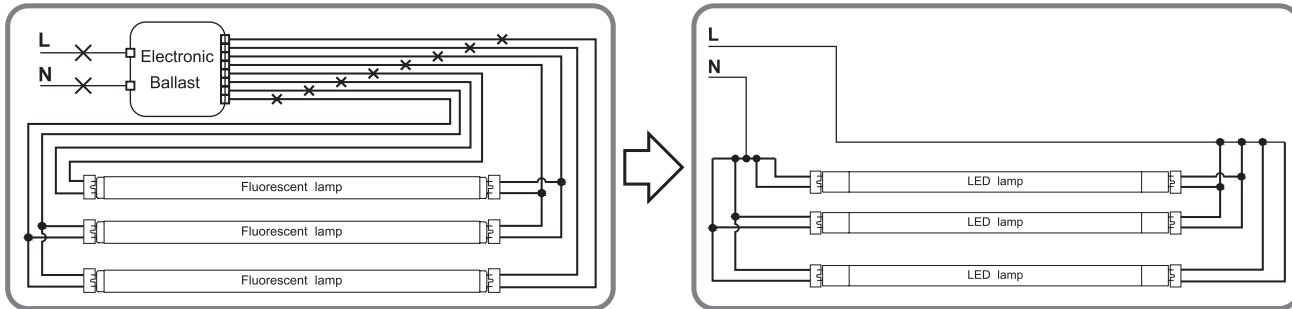 L
N
Electronic
Ballast
Fluorescent lamp
Fluorescent lamp
Fluorescent lamp
L
N
LED lamp
LED lamp
LED lamp